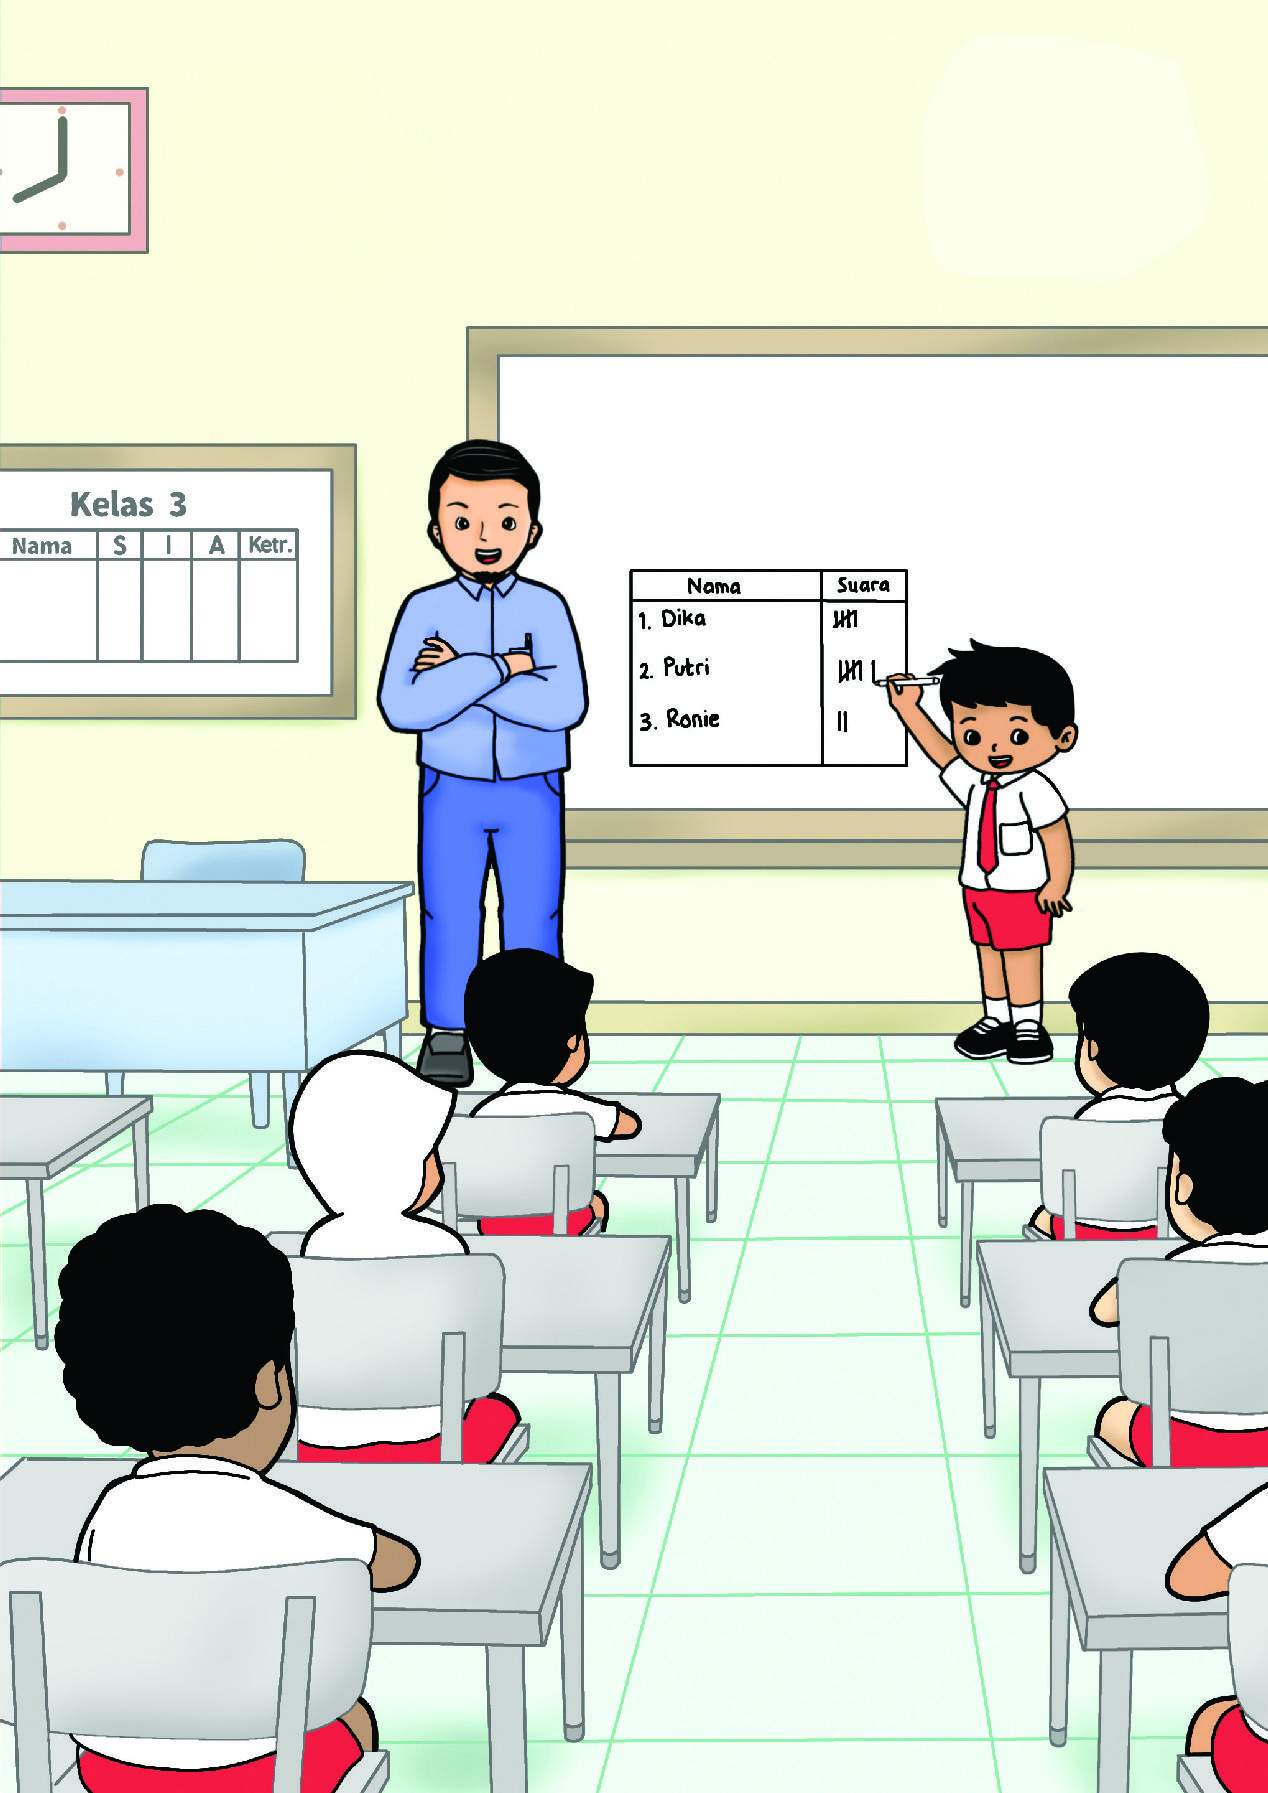 Kelas 3
Nama S I A Ketr.
Nama Suara
1. Dika
2. Putri
3. Ronie